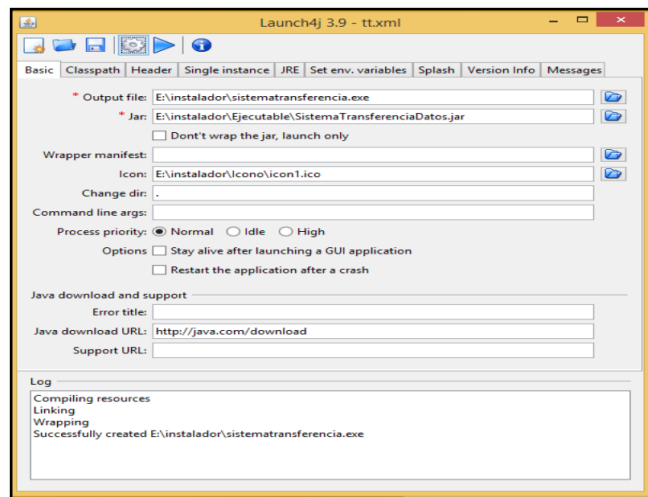 Launch4j 3.9 - tt.xml
Basic Classpath Header Single instance JRE Set env. variables Splash Version Info Messages
* Output file: E:\instalador\sistematransferencia.exe
* Jar: E:\instalador\Ejecutable\SistemaTransferenciaDatos.jar
Dont't wrap the jar, launch only
Wrapper manifest:
Icon: E:\instalador\Icono\icon1.ico
Change dir: .
Command line args:
Process priority: Normal Idle High
Options Stay alive after launching a GUI application
Restart the application after a crash
Java download and support
Error title:
Java download URL: http://java.com/download
Support URL:
Log
Compiling resources
Linking
Wrapping
Successfully created E:\instalador\sistematransferencia.exe